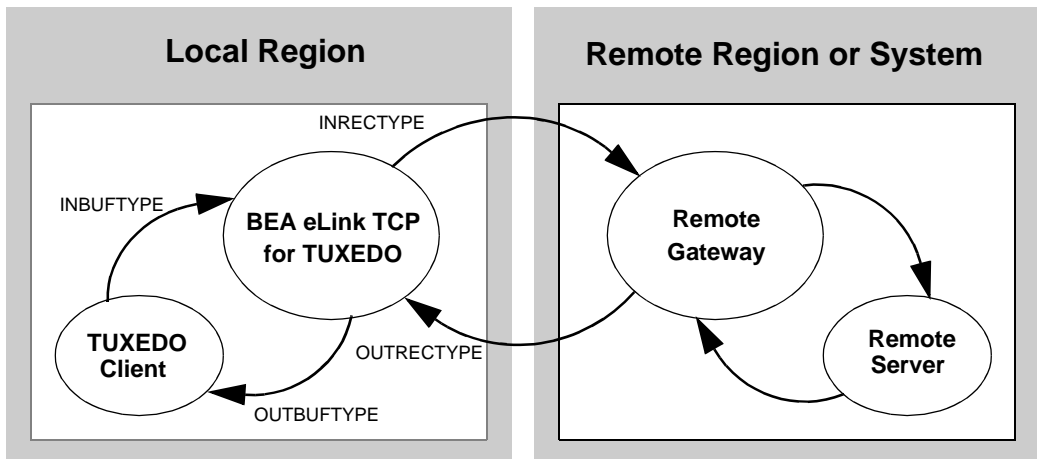 Local Region
Remote Region or System
INRECTYPE
INBUFTYPE
BEA eLink TCP
for TUXEDO
Remote
Gateway
TUXEDO
Client
OUTRECTYPE
Remote
Server
OUTBUFTYPE